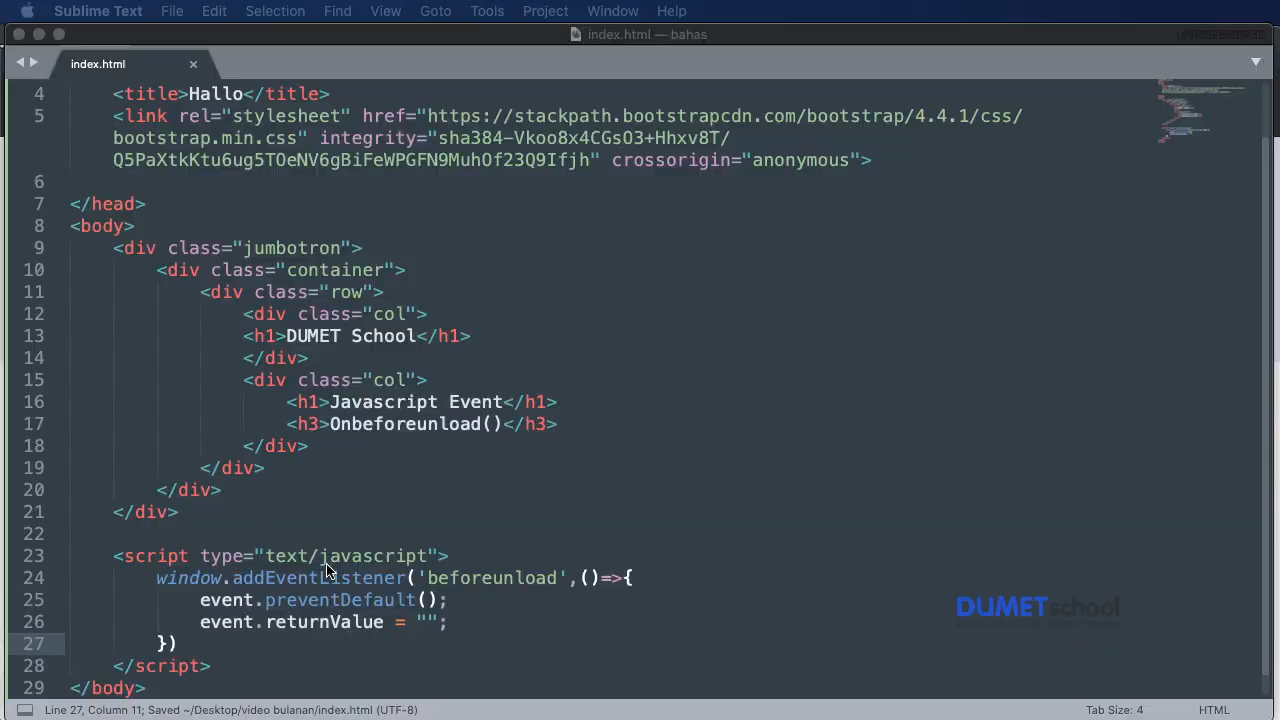 Sublime Text File Edit Selection Find View Goto Tools Project Window Help
index.html — bahas
index.html ×
4 <title>Hallo</title>
5 <link rel="stylesheet" href="https://stackpath.bootstrapcdn.com/bootstrap/4.4.1/css/
bootstrap.min.css" integrity="sha384-Vkoo8x4CGsO3+Hhxv8T/
Q5PaXtkKtu6ug5TOeNV6gBiFeWPGFN9MuhOf23Q9Ifjh" crossorigin="anonymous">
6
7 </head>
8 <body>
9 <div class="jumbotron">
10 <div class="container">
11 <div class="row">
12 <div class="col">
13 <h1>DUMET School</h1>
14 </div>
15 <div class="col">
16 <h1>Javascript Event</h1>
17 <h3>Onbeforeunload()</h3>
18 </div>
19 </div>
20 </div>
21 </div>
22
23 <script type="text/javascript">
24 window.addEventListener('beforeunload',()=>{
25 event.preventDefault();
26 event.returnValue = "";
27 })
28 </script>
29 </body>
DUMETschool
Line 27, Column 11; Saved ~/Desktop/video bulanan/index.html (UTF-8) Tab Size: 4 HTML